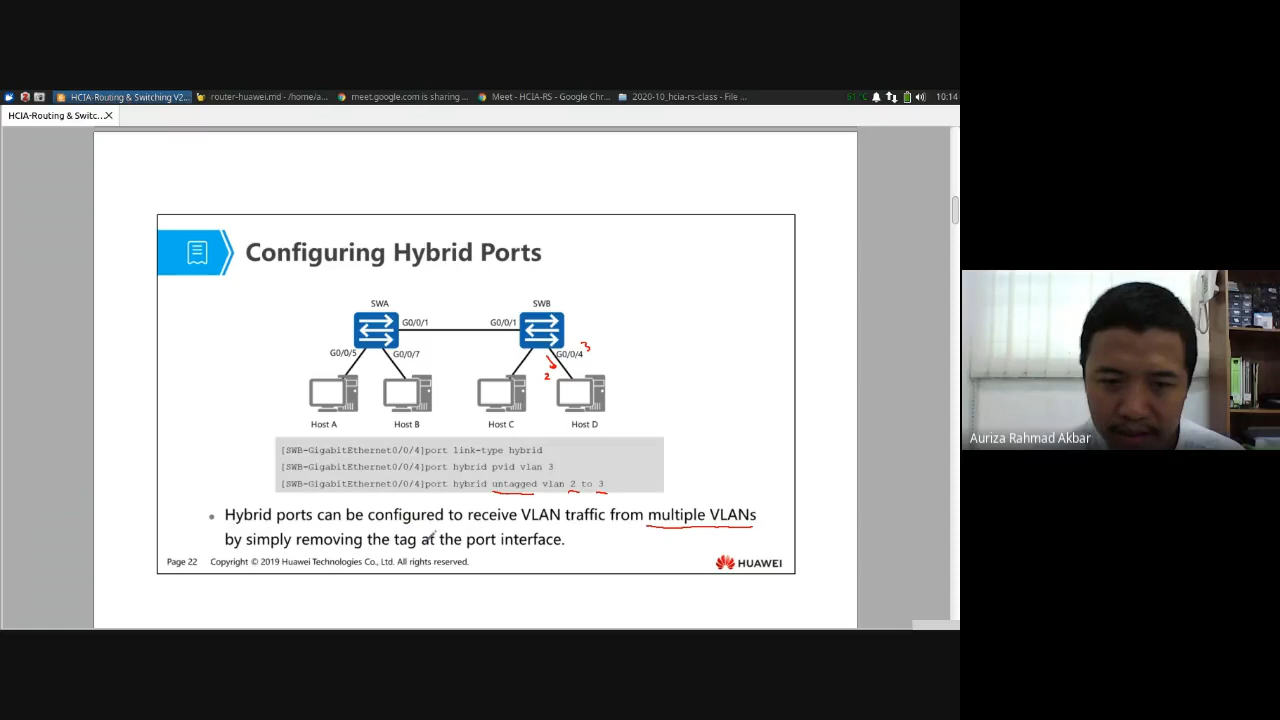 HCIA-Routing & Switching V2...
router-huawei.md - /home/a...
meet.google.com is sharing ...
Meet - HCIA-RS - Google Chr...
2020-10_hcia-rs-class - File ...
61°C
10:14
HCIA-Routing & Switc...
Configuring Hybrid Ports
SWA
SWB
G0/0/1
G0/0/1
3
G0/0/5
G0/0/7
G0/0/4
2
Host A
Host B
Host C
Host D
[SWB-GigabitEthernet0/0/4]port link-type hybrid
[SWB-GigabitEthernet0/0/4]port hybrid pvid vlan 3
[SWB-GigabitEthernet0/0/4]port hybrid untagged vlan 2 to 3
Hybrid ports can be configured to receive VLAN traffic from multiple VLANs
by simply removing the tag at the port interface.
Page 22
Copyright © 2019 Huawei Technologies Co., Ltd. All rights reserved.
HUAWEI
Auriza Rahmad Akbar